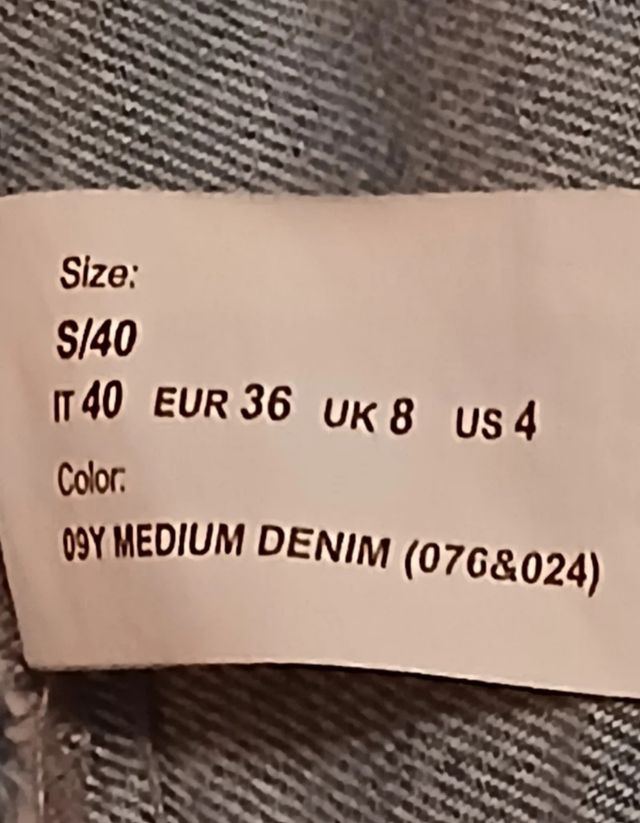 Size:
S/40
IT 40 EUR 36 UK 8 US 4
Color:
09Y MEDIUM DENIM (076&024)